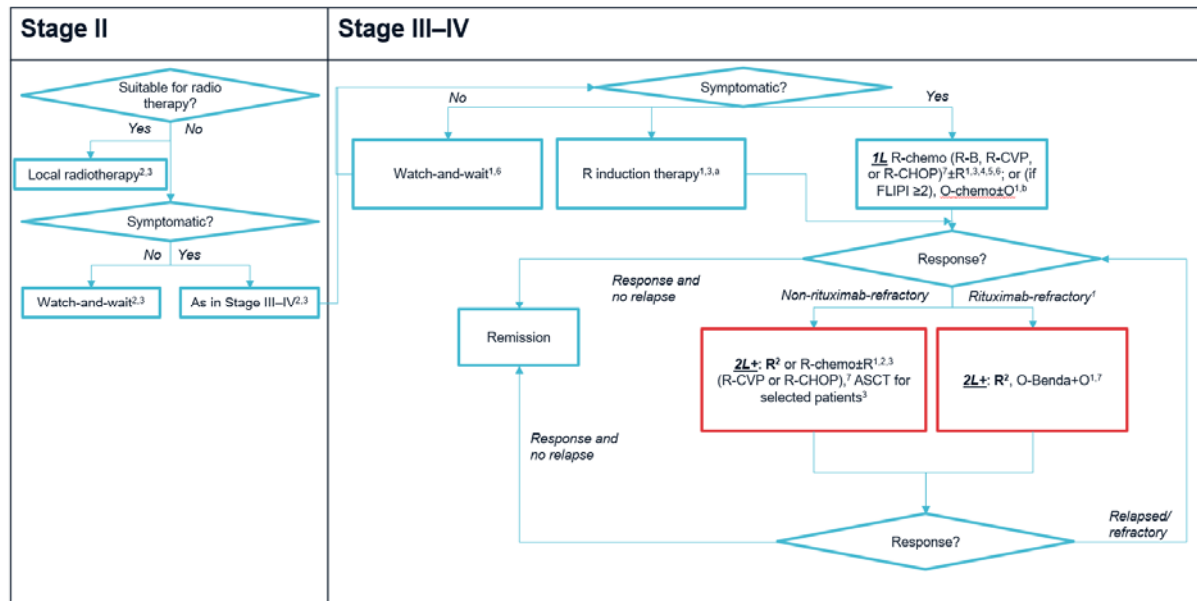 Stage II
Stage III–IV
Suitable for radio
therapy?
Yes
No
Local radiotherapy2,3
Symptomatic?
No
Yes
Watch-and-wait2,3
As in Stage III–IV2,3
Symptomatic?
No
Yes
Watch-and-wait1,6
R induction therapy1,3,a
1L R-chemo (R-B, R-CVP,
or R-CHOP)7±R1,3,4,5,6; or (if
FLIPI ≥2), O-chemo±O1,b
Response?
Response and
no relapse
Non-rituximab-refractory
Rituximab-refractory1
Remission
2L+: R2 or R-chemo±R1,2,3
(R-CVP or R-CHOP),7 ASCT for
selected patients3
2L+: R2, O-Benda+O1,7
Response and
no relapse
Relapsed/
refractory
Response?